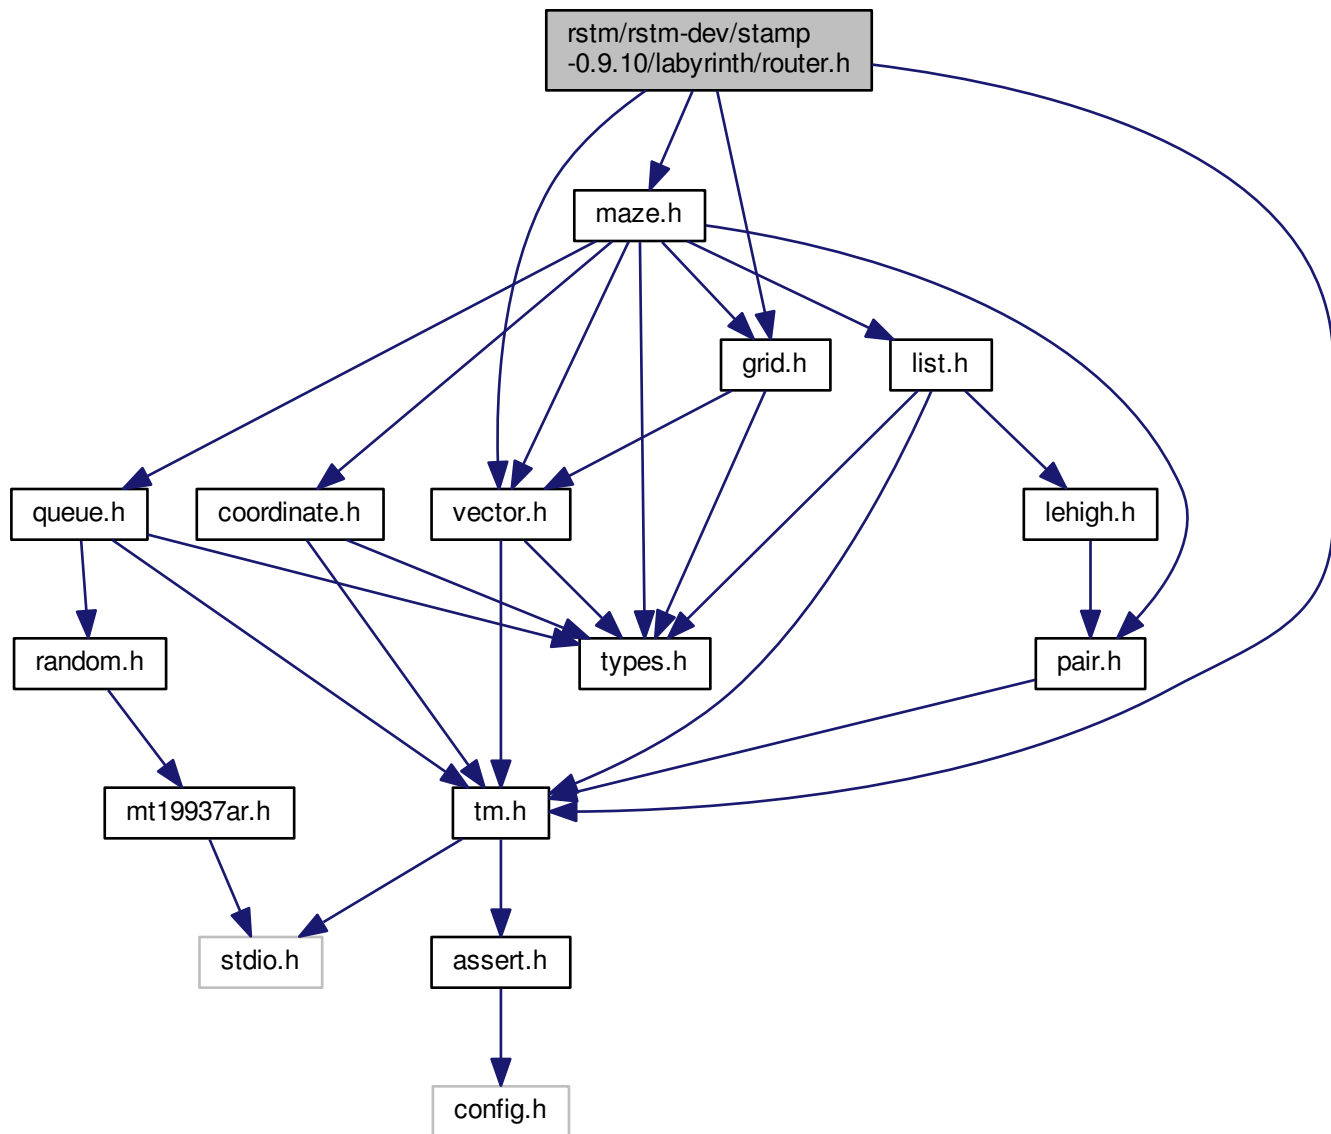 rstm/rstm-dev/stamp
-0.9.10/labyrinth/router.h
maze.h
grid.h
list.h
queue.h
coordinate.h
vector.h
lehigh.h
random.h
types.h
pair.h
mt19937ar.h
tm.h
stdio.h
assert.h
config.h